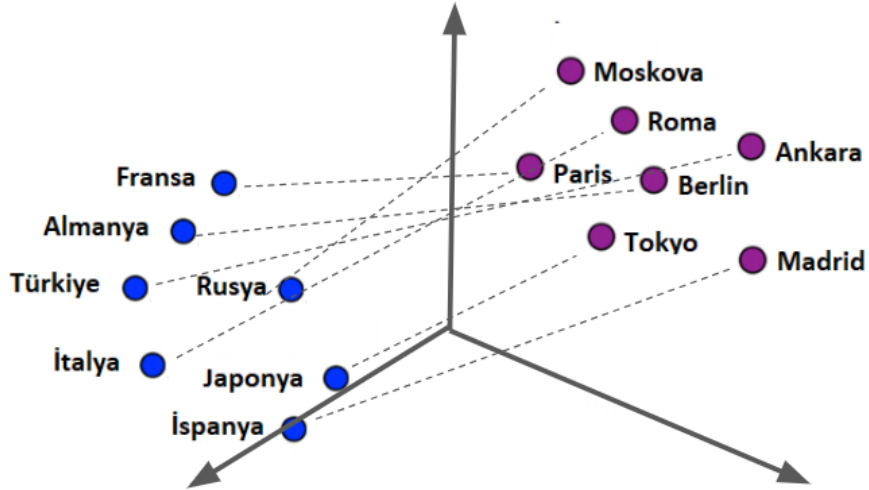 Moskova
Roma
Ankara
Fransa
Paris
Berlin
Almanya
Tokyo
Madrid
Türkiye
Rusya
İtalya
Japonya
İspanya